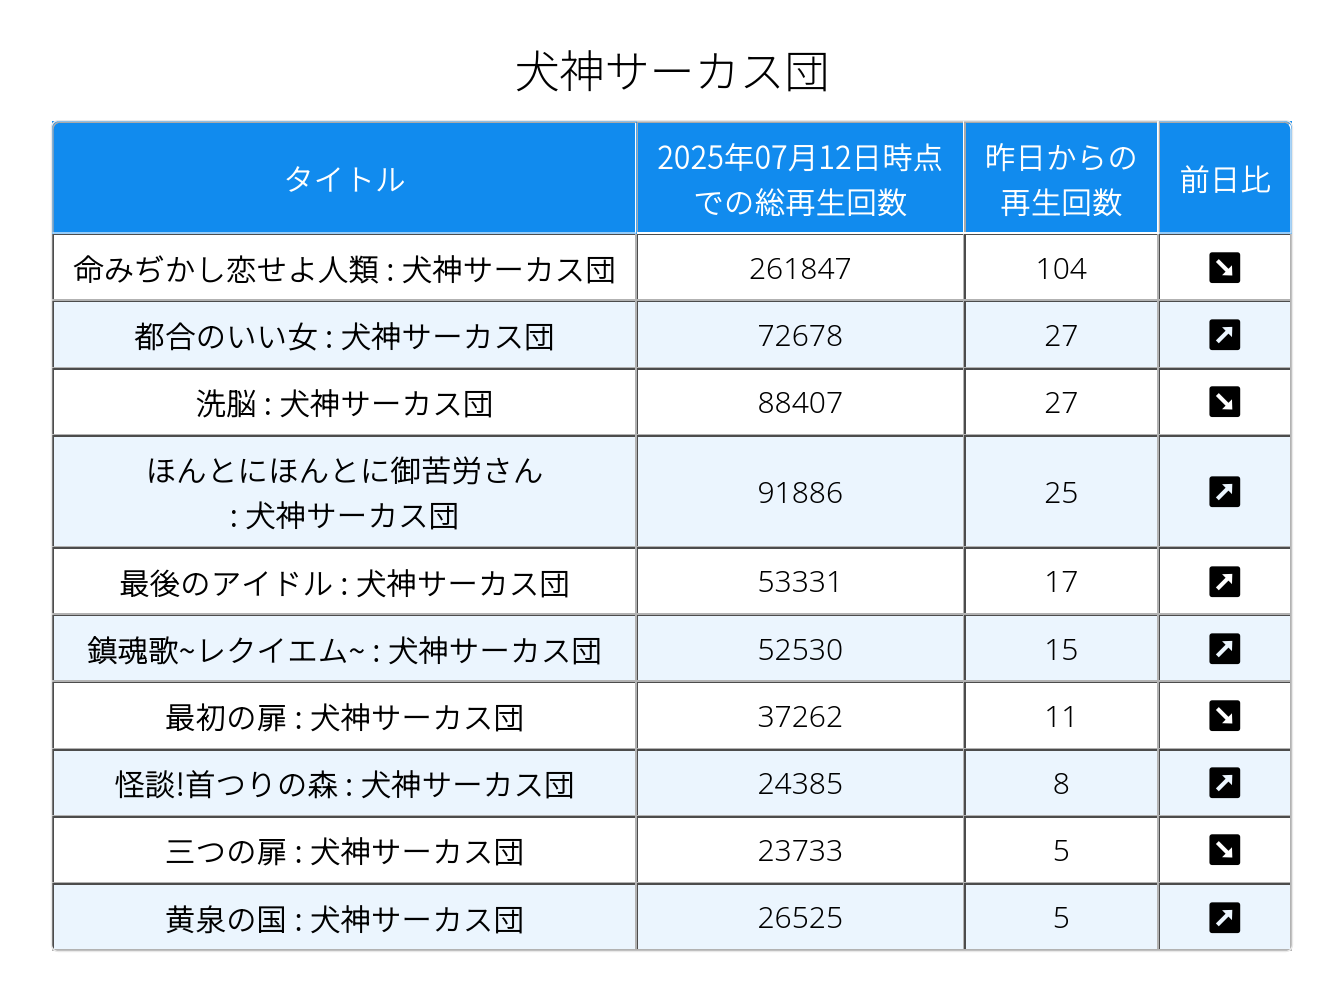 犬神サーカス団
タイトル
2025年07月12日時点
での総再生回数
昨日からの
再生回数
前日比
命みぢかし恋せよ人類 : 犬神サーカス団 261847 104 ↘
都合のいい女 : 犬神サーカス団 72678 27 ↗
洗脳 : 犬神サーカス団 88407 27 ↘
ほんとにほんとに御苦労さん
: 犬神サーカス団 91886 25 ↗
最後のアイドル : 犬神サーカス団 53331 17 ↗
鎮魂歌~レクイエム~ : 犬神サーカス団 52530 15 ↗
最初の扉 : 犬神サーカス団 37262 11 ↘
怪談!首つりの森 : 犬神サーカス団 24385 8 ↗
三つの扉 : 犬神サーカス団 23733 5 ↘
黄泉の国 : 犬神サーカス団 26525 5 ↗